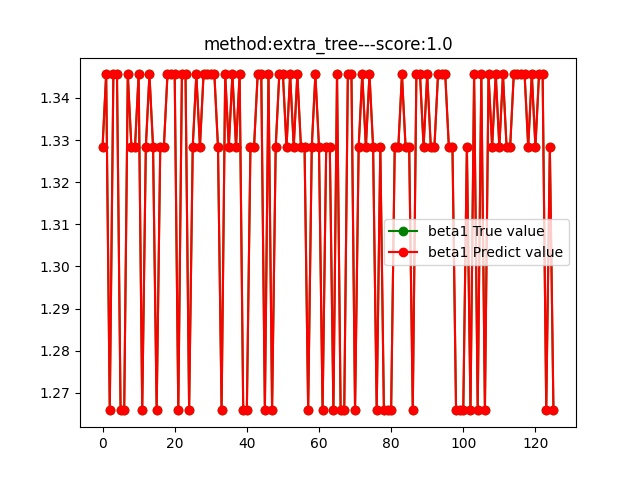 method:extra_tree---score:1.0
1.34
1.33
1.32
1.31
1.30
1.29
1.28
1.27
beta1 True value
beta1 Predict value
0 20 40 60 80 100 120